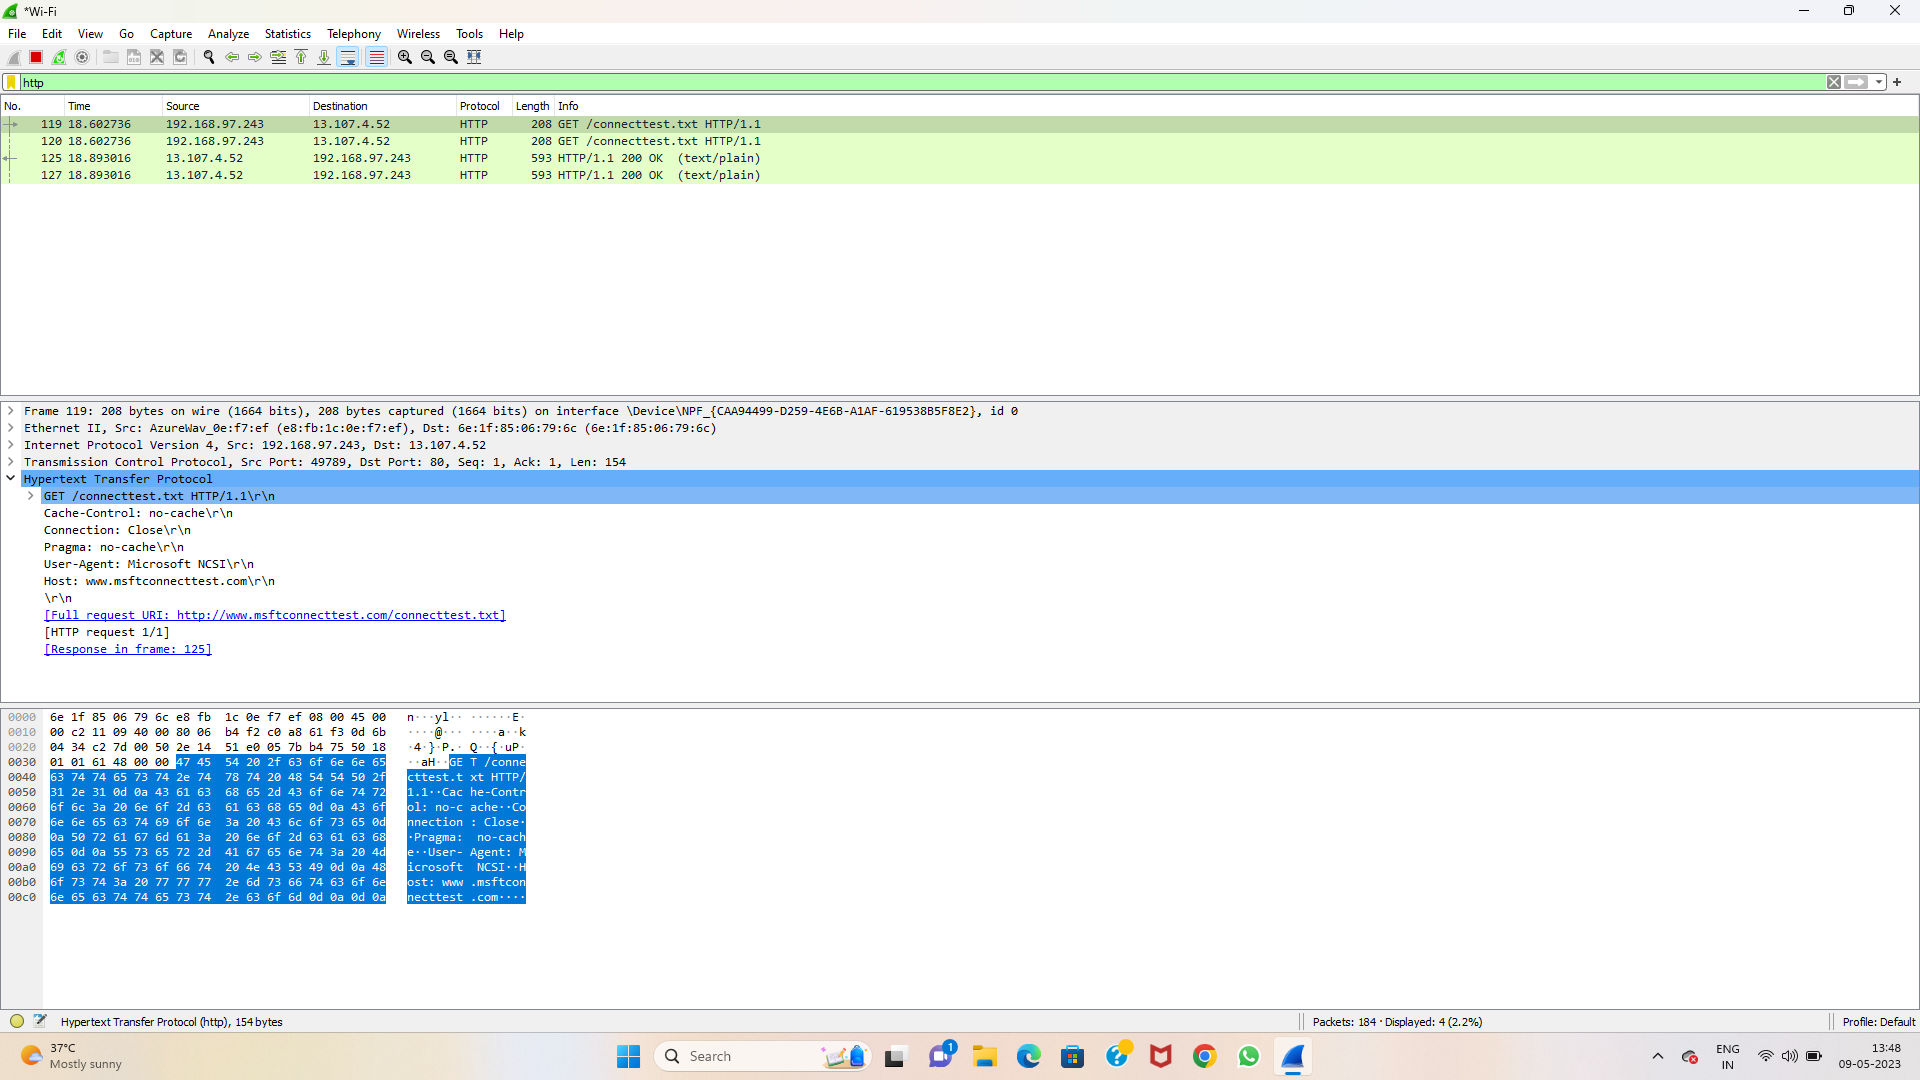 *Wi-Fi
File Edit View Go Capture Analyze Statistics Telephony Wireless Tools Help
http
No. Time Source Destination Protocol Length Info
119 18.602736 192.168.97.243 13.107.4.52 HTTP 208 GET /connecttest.txt HTTP/1.1
120 18.602736 192.168.97.243 13.107.4.52 HTTP 208 GET /connecttest.txt HTTP/1.1
125 18.893016 13.107.4.52 192.168.97.243 HTTP 593 HTTP/1.1 200 OK (text/plain)
127 18.893016 13.107.4.52 192.168.97.243 HTTP 593 HTTP/1.1 200 OK (text/plain)
Frame 119: 208 bytes on wire (1664 bits), 208 bytes captured (1664 bits) on interface \Device\NPF_{CAA94499-D259-4E6B-A1AF-619538B5F8E2}, id 0
Ethernet II, Src: AzureWav_0e:f7:ef (e8:fb:1c:0e:f7:ef), Dst: 6e:1f:85:06:79:6c (6e:1f:85:06:79:6c)
Internet Protocol Version 4, Src: 192.168.97.243, Dst: 13.107.4.52
Transmission Control Protocol, Src Port: 49789, Dst Port: 80, Seq: 1, Ack: 1, Len: 154
Hypertext Transfer Protocol
GET /connecttest.txt HTTP/1.1\r\n
Cache-Control: no-cache\r\n
Connection: Close\r\n
Pragma: no-cache\r\n
User-Agent: Microsoft NCSI\r\n
Host: www.msftconnecttest.com\r\n
\r\n
[Full request URI: http://www.msftconnecttest.com/connecttest.txt]
[HTTP request 1/1]
[Response in frame: 125]
0000 6e 1f 85 06 79 6c e8 fb 1c 0e f7 ef 08 00 45 00 n···yl·· ······E·
0010 00 c2 11 09 40 00 80 06 b4 f2 c0 a8 61 f3 0d 6b ····@··· ····a··k
0020 04 34 c2 7d 00 50 2e 14 51 e0 05 7b b4 75 50 18 ·4·}·P.· Q··{·uP·
0030 01 01 61 48 00 00 47 45 54 20 2f 63 6f 6e 6e 65 ··aH··GE T /conne
0040 63 74 74 65 73 74 2e 74 78 74 20 48 54 54 50 2f cttest.t xt HTTP/
0050 31 2e 31 0d 0a 43 61 63 68 65 2d 43 6f 6e 74 72 1.1··Cac he-Contr
0060 6f 6c 3a 20 6e 6f 2d 63 61 63 68 65 0d 0a 43 6f ol: no-c ache··Co
0070 6e 6e 65 63 74 69 6f 6e 3a 20 43 6c 6f 73 65 0d nnection : Close·
0080 0a 50 72 61 67 6d 61 3a 20 6e 6f 2d 63 61 63 68 ·Pragma: no-cach
0090 65 0d 0a 55 73 65 72 2d 41 67 65 6e 74 3a 20 4d e··User- Agent: M
00a0 69 63 72 6f 73 6f 66 74 20 4e 43 53 49 0d 0a 48 icrosoft NCSI··H
00b0 6f 73 74 3a 20 77 77 77 2e 6d 73 66 74 63 6f 6e ost: www .msftcon
00c0 6e 65 63 74 74 65 73 74 2e 63 6f 6d 0d 0a 0d 0a necttest .com····
Hypertext Transfer Protocol (http), 154 bytes Packets: 184 · Displayed: 4 (2.2%) Profile: Default
37°C
Mostly sunny
Search
1
ENG
IN
13:48
09-05-2023